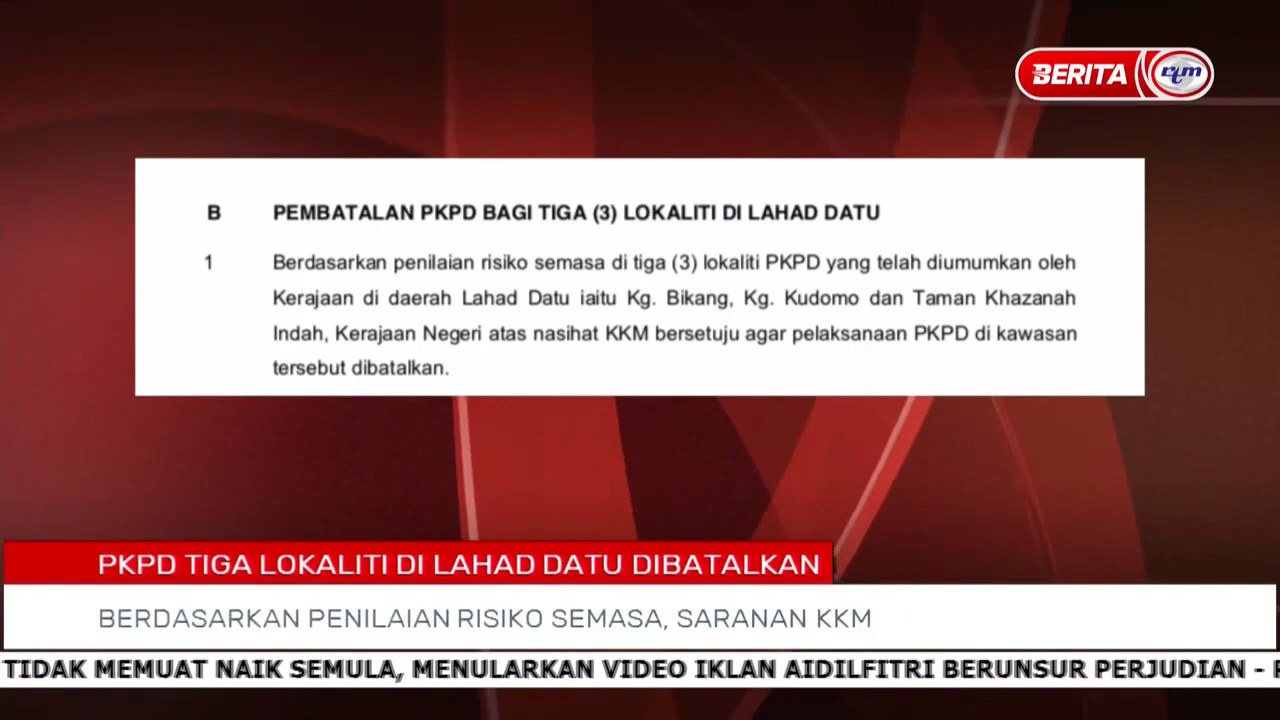 BERITA rtm
B PEMBATALAN PKPD BAGI TIGA (3) LOKALITI DI LAHAD DATU
1 Berdasarkan penilaian risiko semasa di tiga (3) lokaliti PKPD yang telah diumumkan oleh
Kerajaan di daerah Lahad Datu iaitu Kg. Bikang, Kg. Kudomo dan Taman Khazanah
Indah, Kerajaan Negeri atas nasihat KKM bersetuju agar pelaksanaan PKPD di kawasan
tersebut dibatalkan.
PKPD TIGA LOKALITI DI LAHAD DATU DIBATALKAN
BERDASARKAN PENILAIAN RISIKO SEMASA, SARANAN KKM
TIDAK MEMUAT NAIK SEMULA, MENULARKAN VIDEO IKLAN AIDILFITRI BERUNSUR PERJUDIAN -